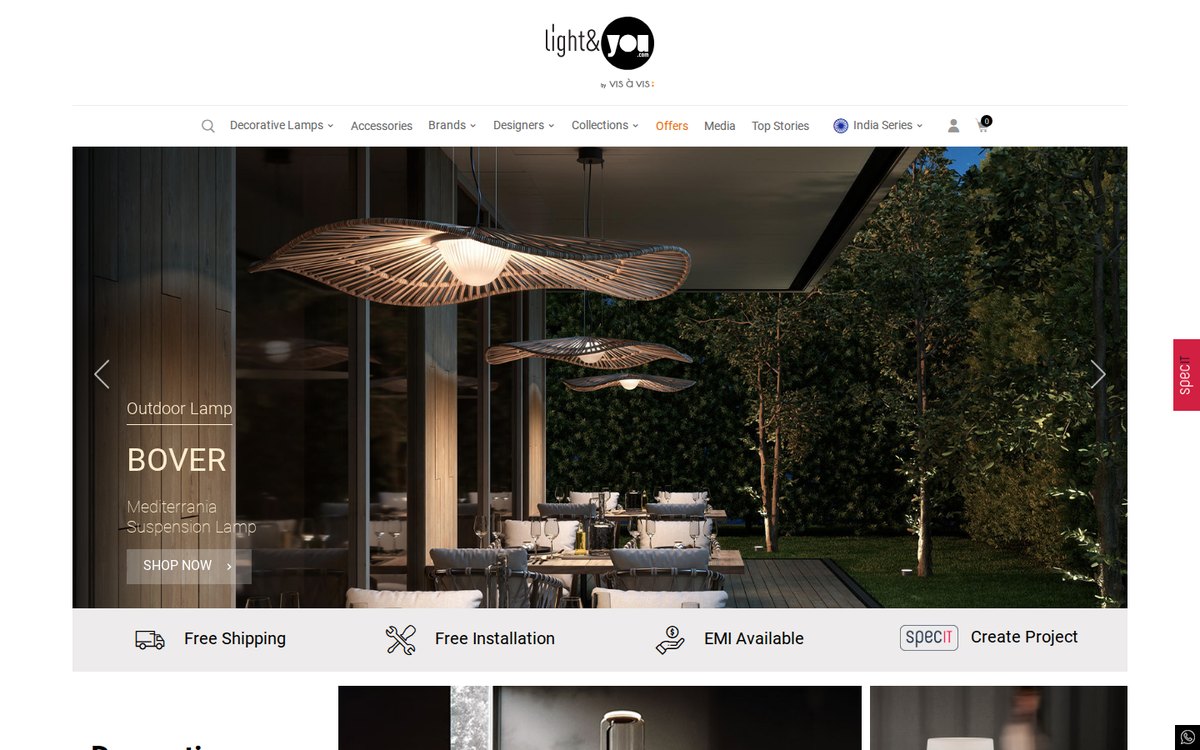 light&you
.com
by VIS À VIS
Decorative Lamps
Accessories
Brands
Designers
Collections
Offers
Media
Top Stories
India Series
0
Outdoor Lamp
BOVER
Mediterrania
Suspension Lamp
SHOP NOW
specIT
Free Shipping
Free Installation
EMI Available
specIT
Create Project